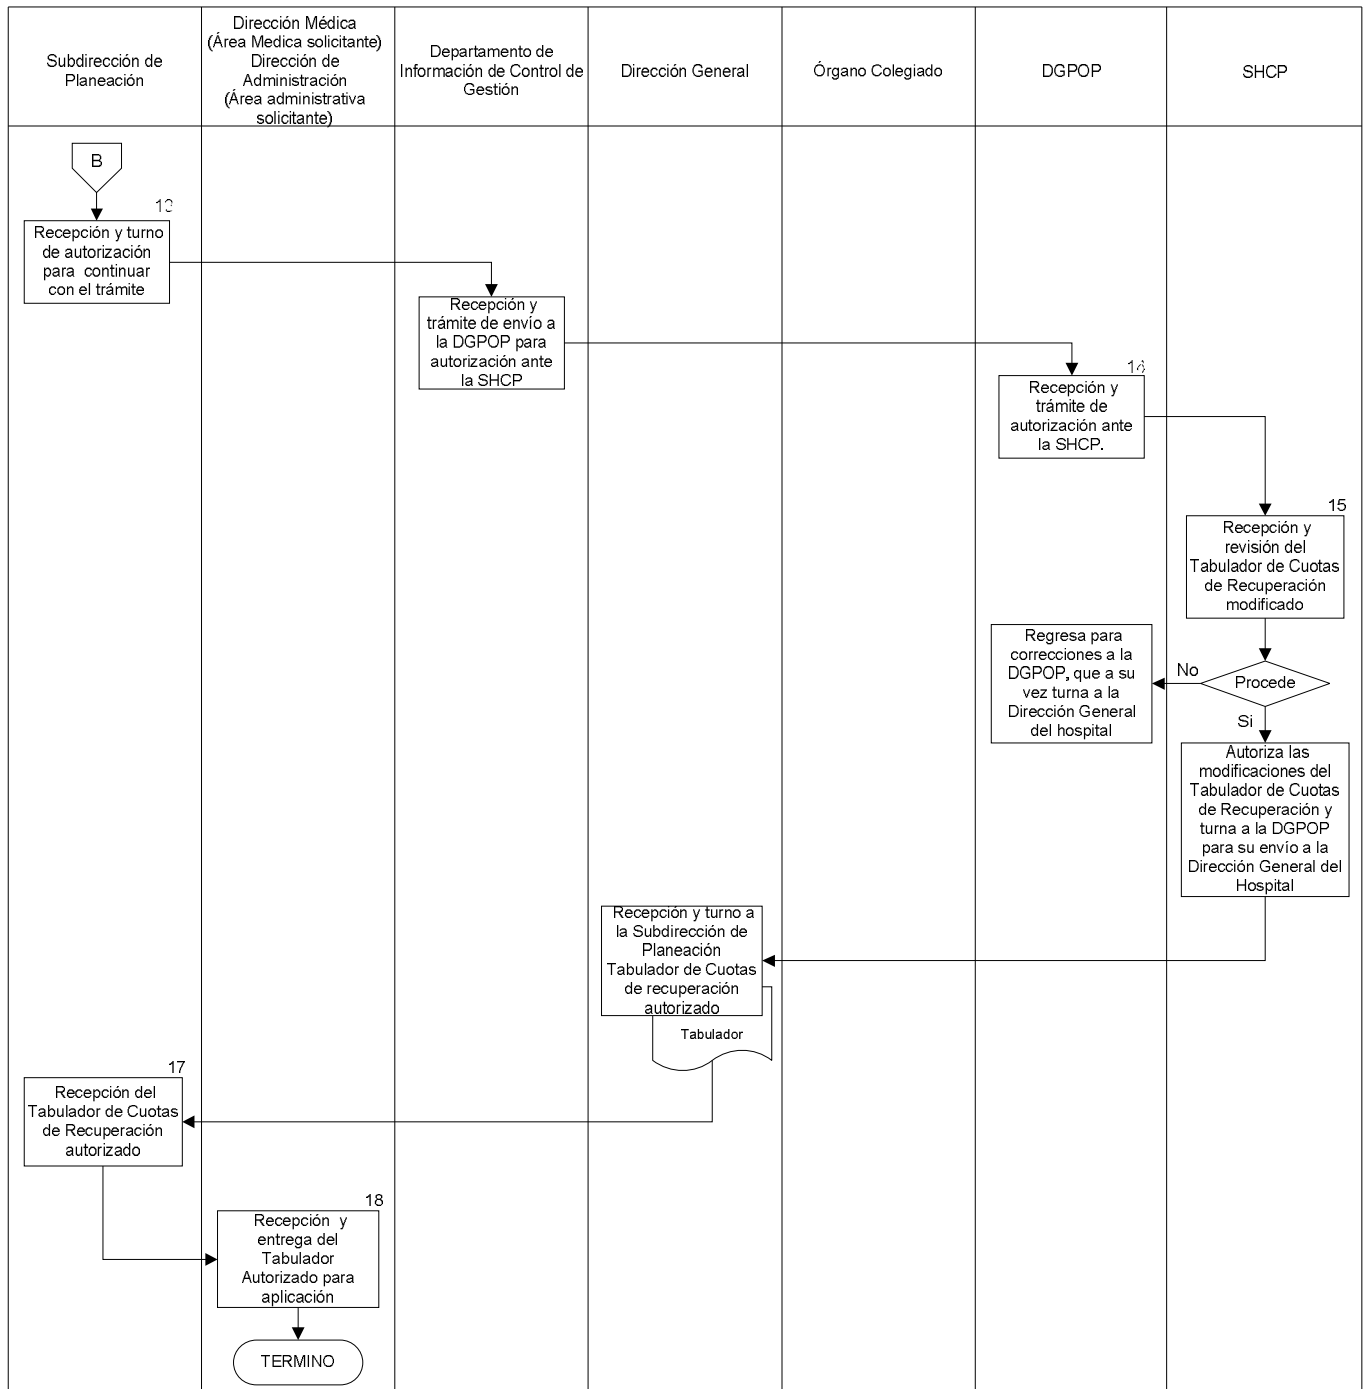 Subdirección de
Planeación
Dirección Médica
(Área Medica solicitante)
Dirección de
Administración
(Área administrativa
solicitante)
Departamento de
Información de Control de
Gestión
Dirección General
Órgano Colegiado
DGPOP
SHCP
B
Recepción y turno
de autorización
para continuar
con el trámite
Recepción y
trámite de envío a
la DGPOP para
autorización ante
la SHCP
14
Recepción y
trámite de
autorización ante
la SHCP.
15
Recepción y
revisión del
Tabulador de Cuotas
de Recuperación
modificado
Procede
No
Si
Regresa para
correcciones a la
DGPOP, que a su
vez turna a la
Dirección General
del hospital
Autoriza las
modificaciones del
Tabulador de Cuotas
de Recuperación y
turna a la DGPOP
para su envío a la
Dirección General del
Hospital
Recepción y turno a
la Subdirección de
Planeación
Tabulador de Cuotas
de recuperación
autorizado
Tabulador
17
Recepción del
Tabulador de Cuotas
de Recuperación
autorizado
18
Recepción y
entrega del
Tabulador
Autorizado para
aplicación
TERMINO